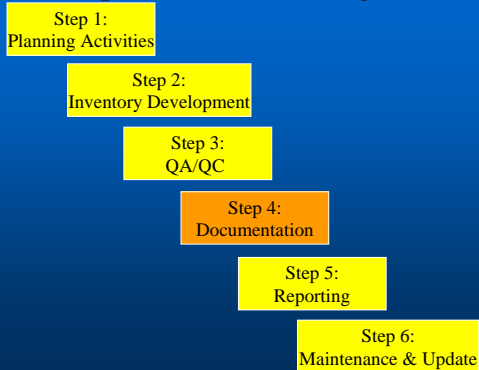 Step 1:
Planning Activities
Step 2:
Inventory Development
Step 3:
QA/QC
Step 4:
Documentation
Step 5:
Reporting
Step 6:
Maintenance & Update